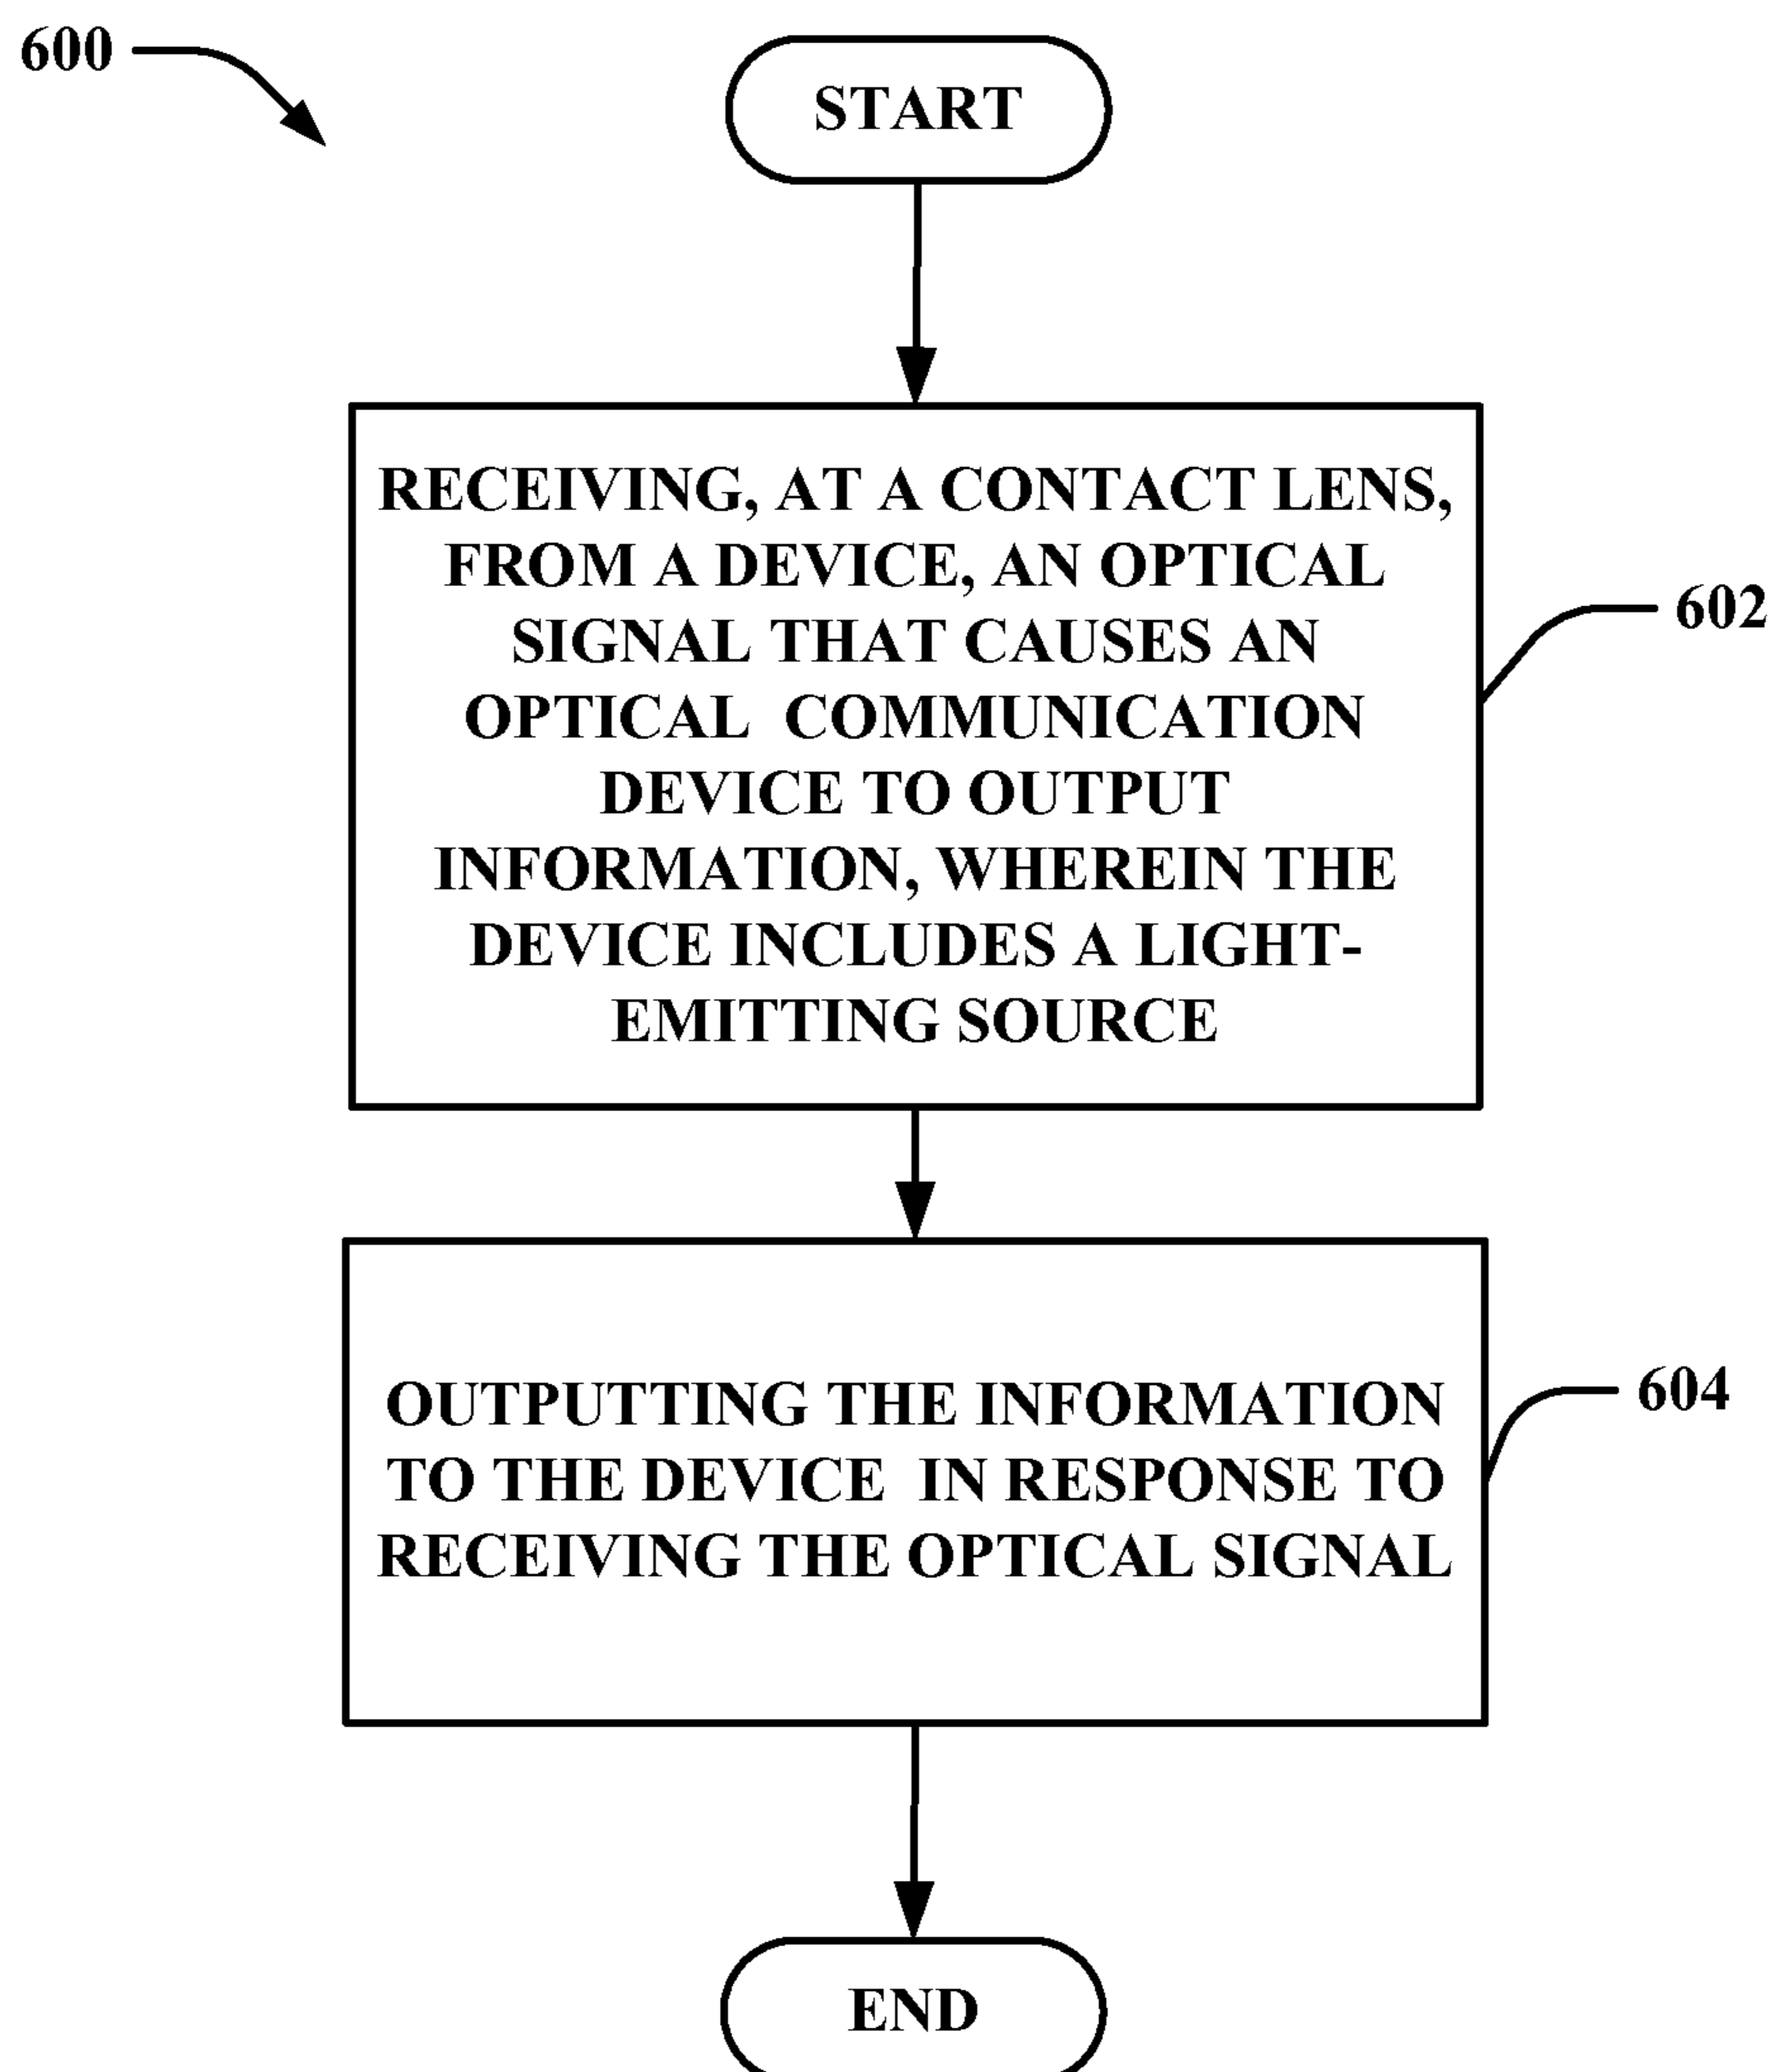 600
START
RECEIVING, AT A CONTACT LENS,
FROM A DEVICE, AN OPTICAL
SIGNAL THAT CAUSES AN
OPTICAL COMMUNICATION
DEVICE TO OUTPUT
INFORMATION, WHEREIN THE
DEVICE INCLUDES A LIGHT-
EMITTING SOURCE
602
OUTPUTTING THE INFORMATION
TO THE DEVICE IN RESPONSE TO
RECEIVING THE OPTICAL SIGNAL
604
END